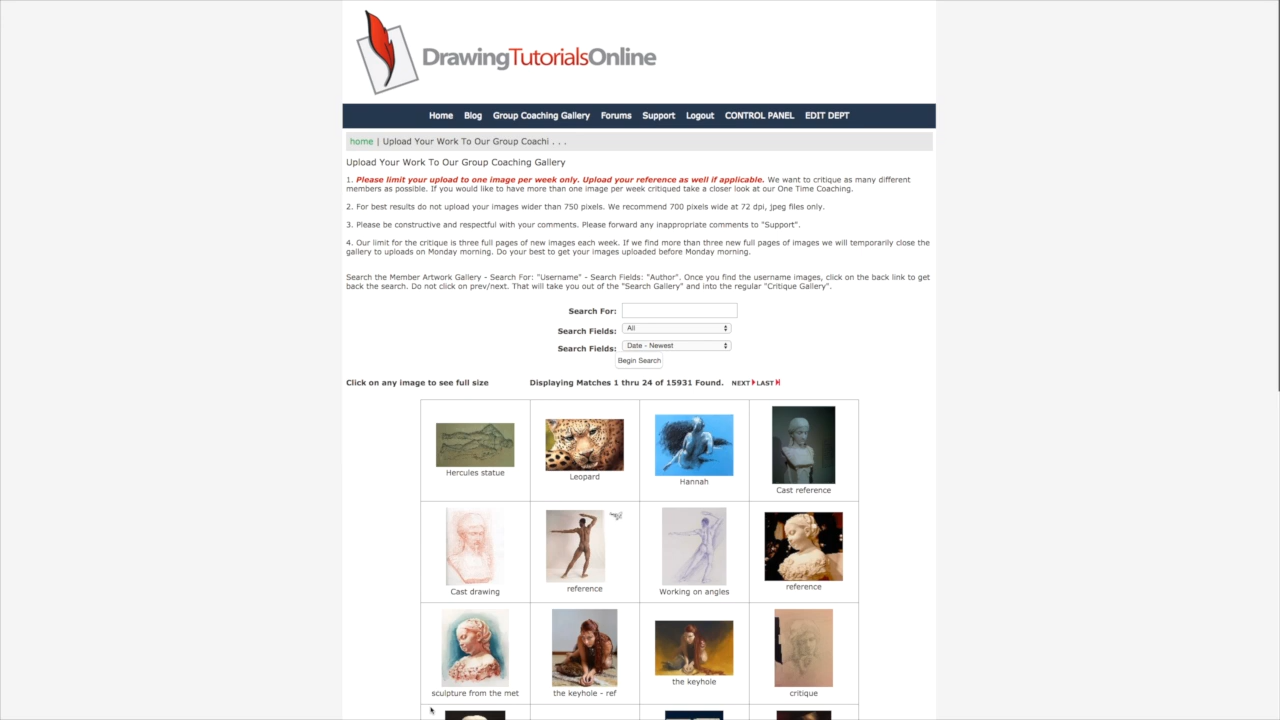 DrawingTutorialsOnline
Home Blog Group Coaching Gallery Forums Support Logout CONTROL PANEL EDIT DEPT
home | Upload Your Work To Our Group Coachi . . .
Upload Your Work To Our Group Coaching Gallery
1. Please limit your upload to one image per week only. Upload your reference as well if applicable. We want to critique as many different
members as possible. If you would like to have more than one image per week critiqued take a closer look at our One Time Coaching.
2. For best results do not upload your images wider than 750 pixels. We recommend 700 pixels wide at 72 dpi, jpeg files only.
3. Please be constructive and respectful with your comments. Please forward any inappropriate comments to "Support".
4. Our limit for the critique is three full pages of new images each week. If we find more than three new full pages of images we will temporarily close the
gallery to uploads on Monday morning. Do your best to get your images uploaded before Monday morning.
Search the Member Artwork Gallery - Search For: "Username" - Search Fields: "Author". Once you find the username images, click on the back link to get
back the search. Do not click on prev/next. That will take you out of the "Search Gallery" and into the regular "Critique Gallery".
Search For:
Search Fields: All
Search Fields: Date - Newest
Begin Search
Click on any image to see full size Displaying Matches 1 thru 24 of 15931 Found. NEXT LAST
Hercules statue Leopard Hannah Cast reference
Cast drawing reference Working on angles reference
sculpture from the met the keyhole - ref the keyhole critique